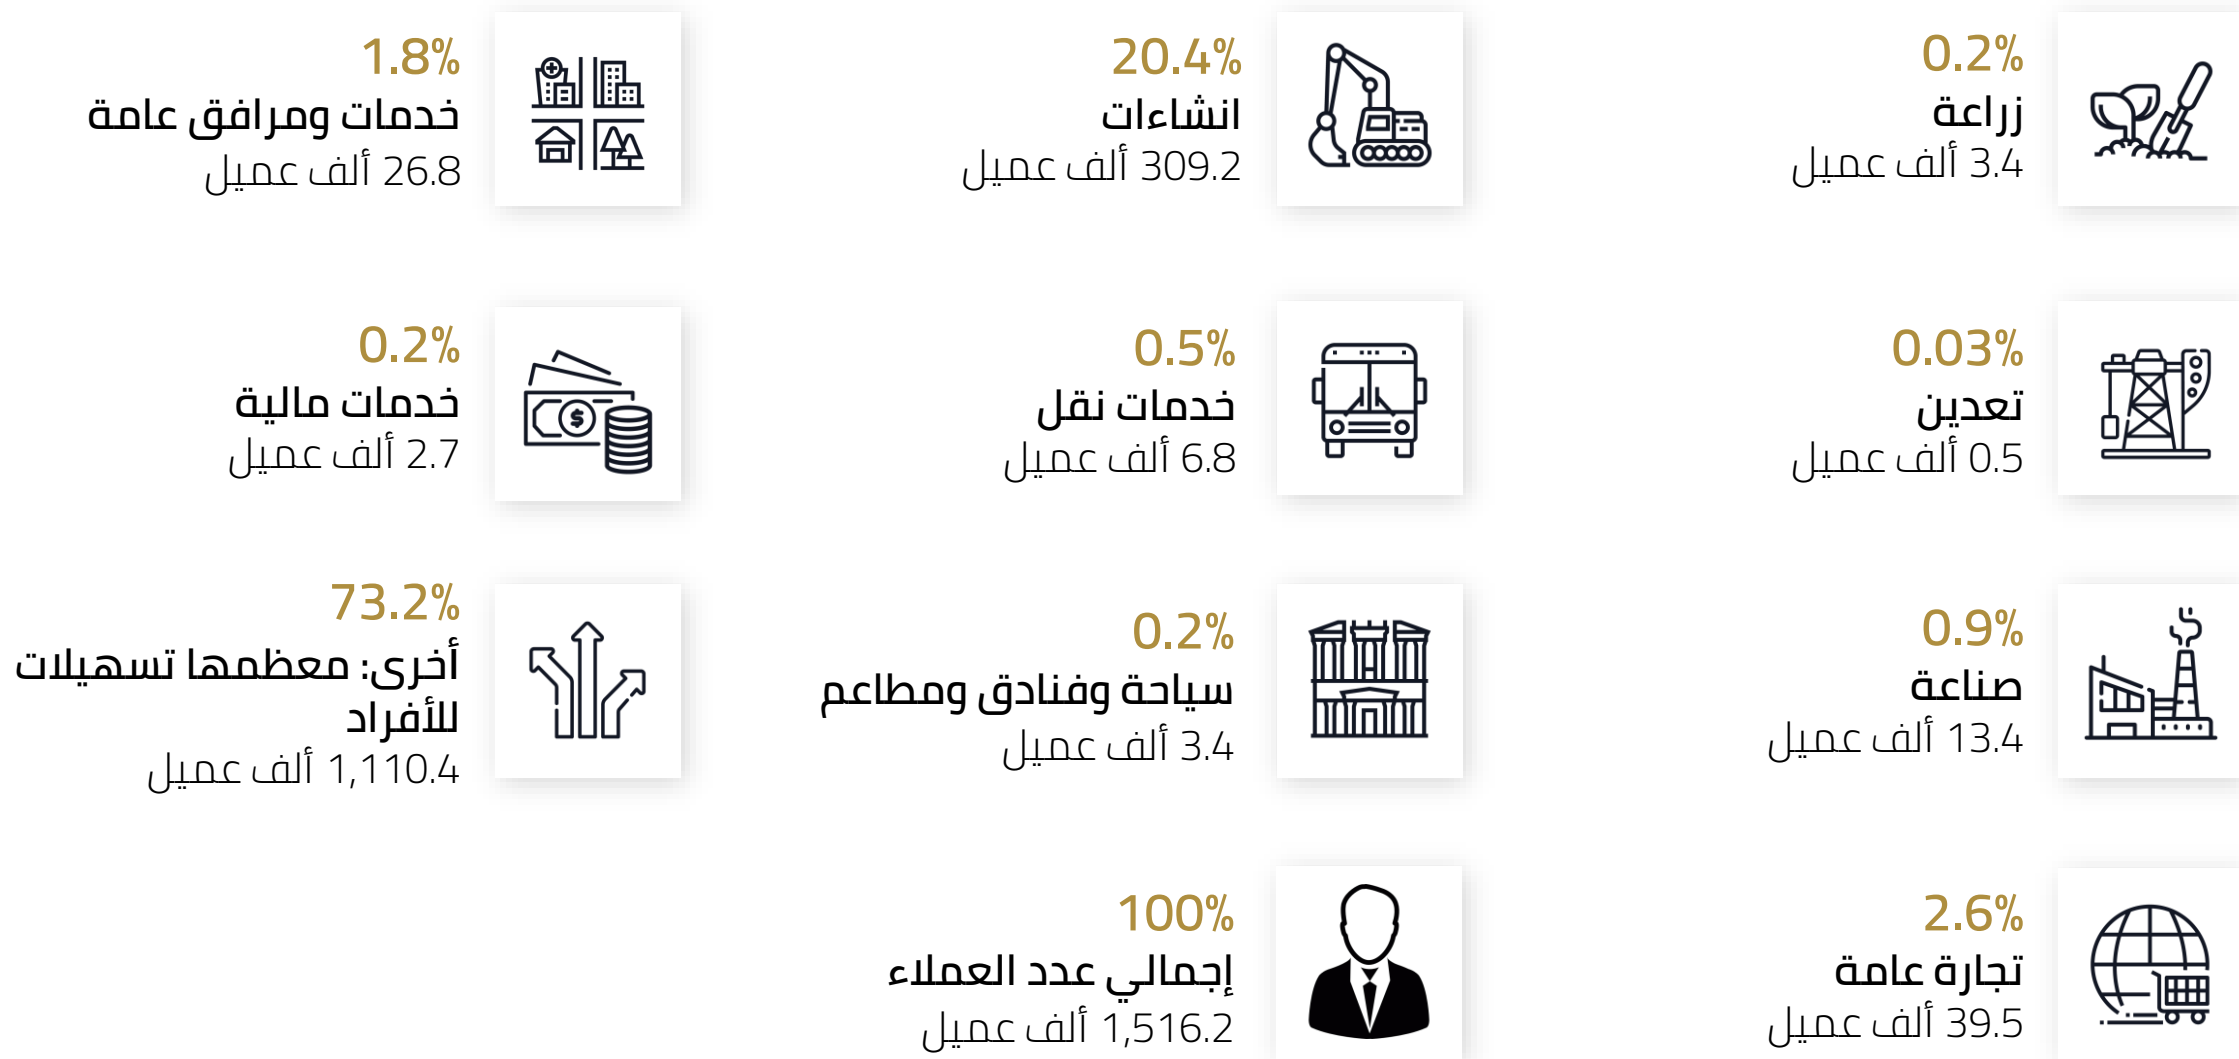 0.2%
زراعة
3.4 ألف عميل
20.4%
انشاءات
309.2 ألف عميل
1.8%
خدمات ومرافق عامة
26.8 ألف عميل
0.03%
تعدين
0.5 ألف عميل
0.5%
خدمات نقل
6.8 ألف عميل
0.2%
خدمات مالية
2.7 ألف عميل
0.9%
صناعة
13.4 ألف عميل
0.2%
سياحة وفنادق ومطاعم
3.4 ألف عميل
73.2%
أخرى: معظمها تسهيلات
للأفراد
1,110.4 ألف عميل
2.6%
تجارة عامة
39.5 ألف عميل
100%
إجمالي عدد العملاء
1,516.2 ألف عميل